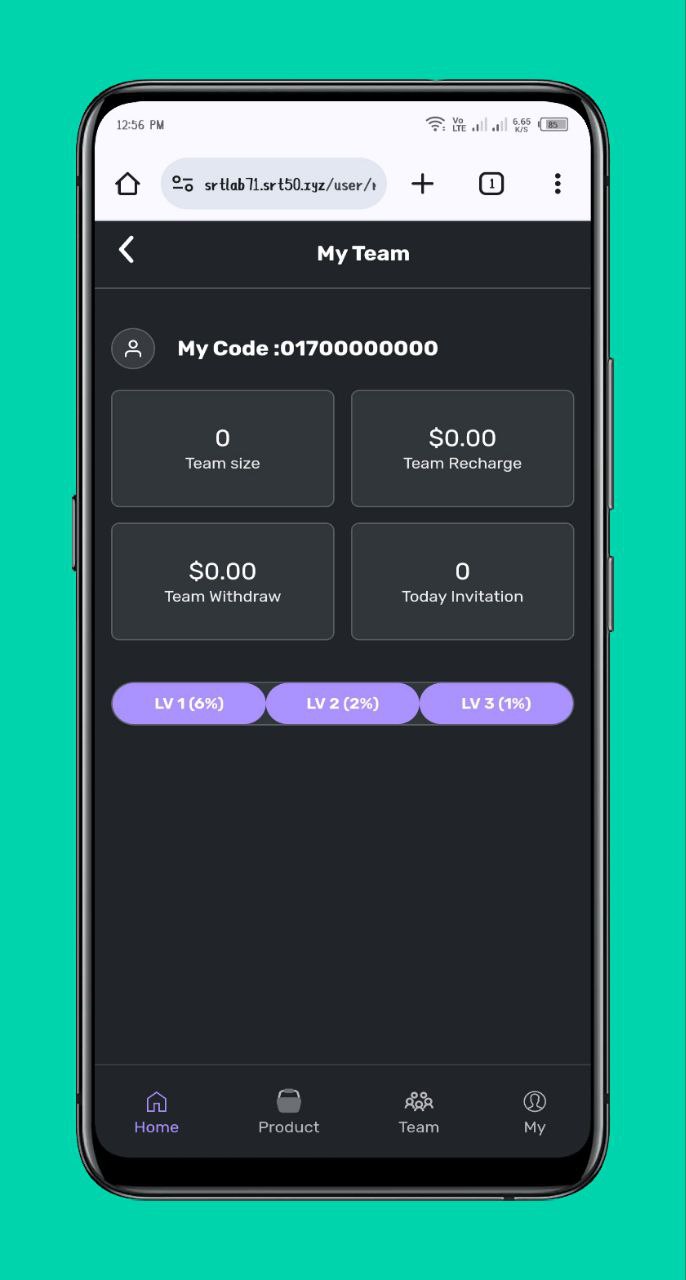 12:56 PM
Vo LTE 6.65 K/S 85
srtlab71.srt50.xyz/user/
1
My Team
My Code :01700000000
0
Team size
$0.00
Team Recharge
$0.00
Team Withdraw
0
Today Invitation
LV 1 (6%) LV 2 (2%) LV 3 (1%)
Home Product Team My